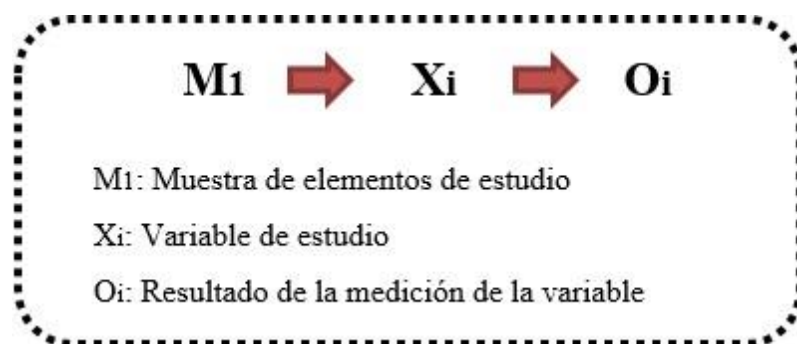 M1 Xi Oi
M1: Muestra de elementos de estudio
Xi: Variable de estudio
Oi: Resultado de la medición de la variable